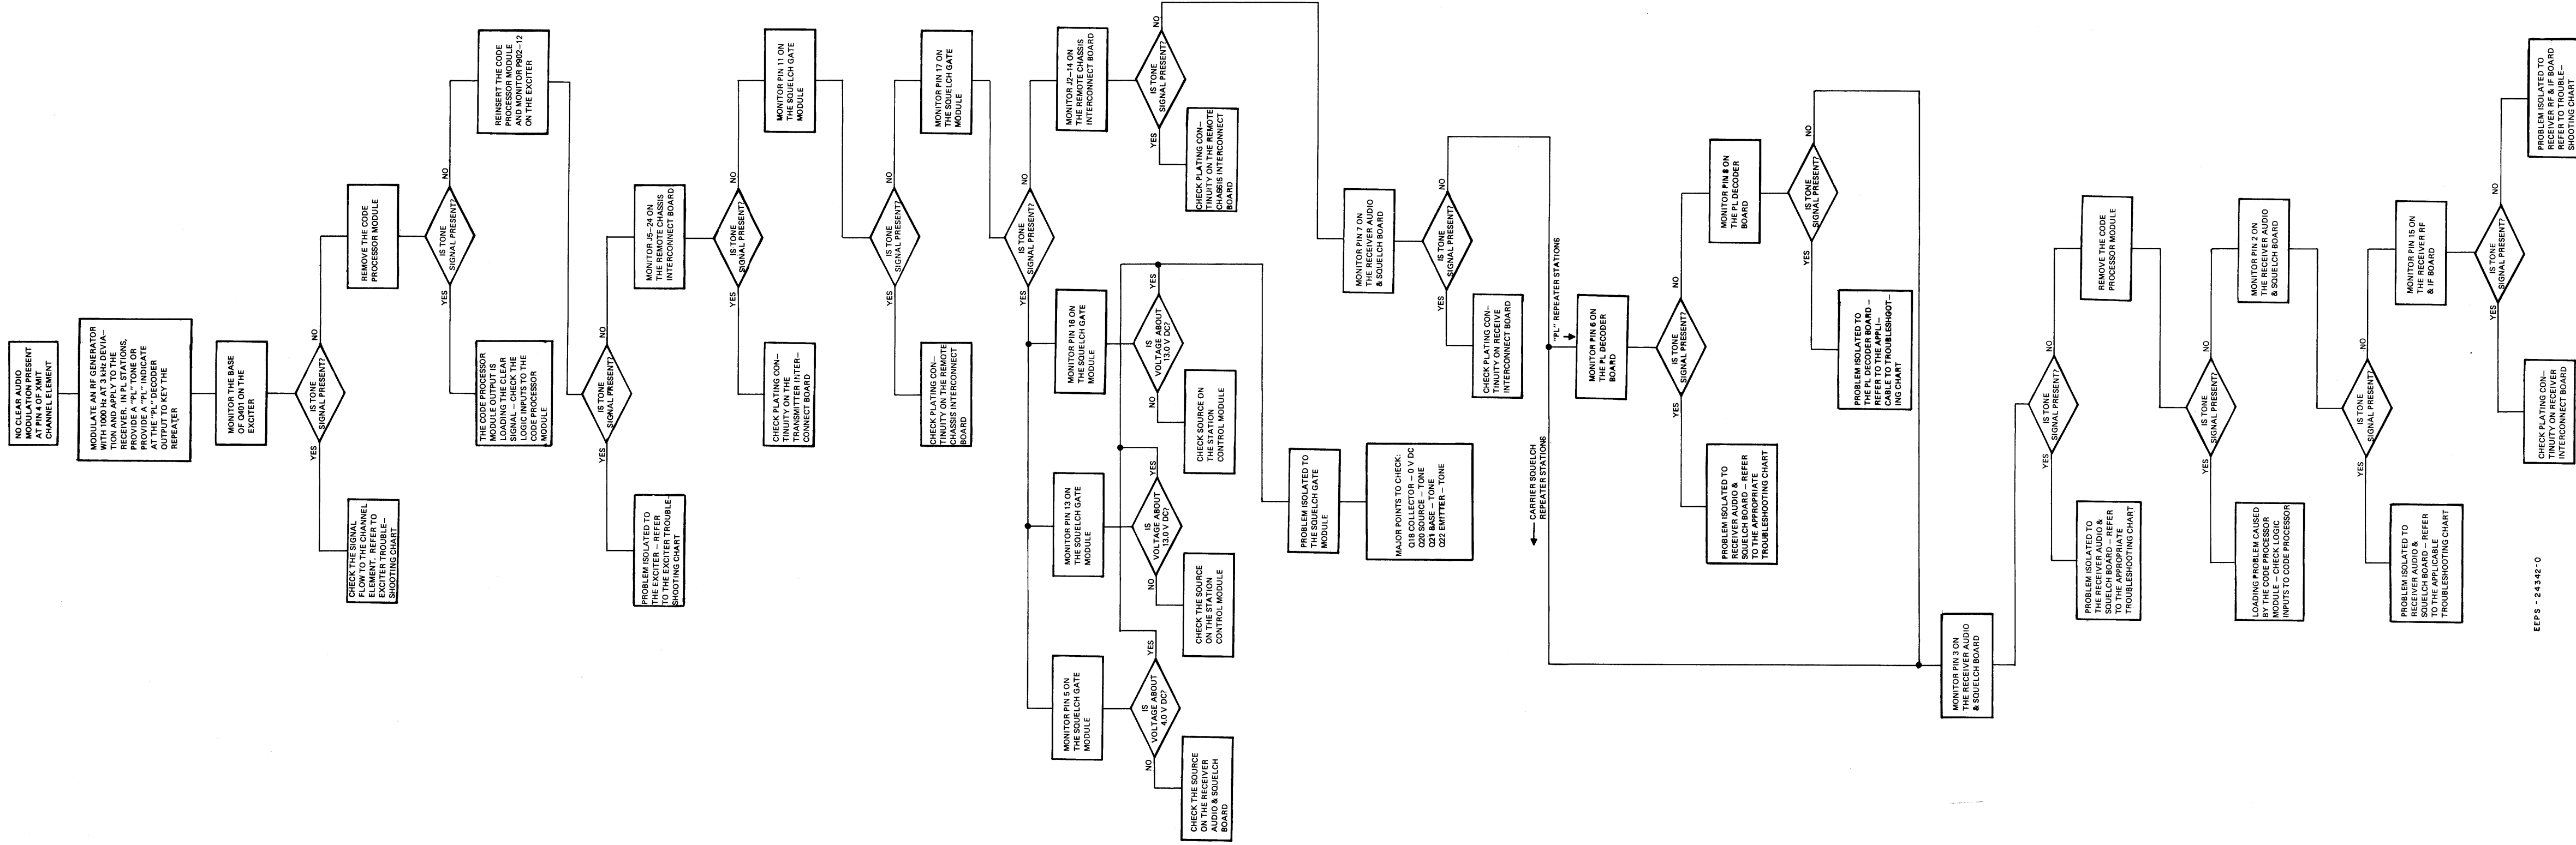 NO CLEAR AUDIO
MODULATION PRESENT
AT PIN 4 OF XMIT
CHANNEL ELEMENT
MODULATE AN RF GENERATOR
WITH 1000 Hz AT 3 kHz DEVIA–
TION AND APPLY TO THE
RECEIVER. IN PL STATIONS,
PROVIDE A "PL" TONE OR
PROVIDE A "PL" INDICATE
AT THE "PL" DECODER
OUTPUT TO KEY THE
REPEATER
MONITOR THE BASE
OF Q401 ON THE
EXCITER
IS TONE
SIGNAL PRESENT?
YES
NO
CHECK THE SIGNAL
FLOW TO THE CHANNEL
ELEMENT. REFER TO
EXCITER TROUBLE–
SHOOTING CHART
REMOVE THE CODE
PROCESSOR MODULE
IS TONE
SIGNAL PRESENT?
YES
NO
THE CODE PROCESSOR
MODULE OUTPUT IS
LOADING THE CLEAR
SIGNAL – CHECK THE
LOGIC INPUTS TO THE
CODE PROCESSOR
MODULE
REINSERT THE CODE
PROCESSOR MODULE
AND MONITOR P902–12
ON THE EXCITER
IS TONE
SIGNAL PRESENT?
YES
NO
PROBLEM ISOLATED TO
THE EXCITER – REFER
TO THE EXCITER TROUBLE–
SHOOTING CHART
MONITOR J5–24 ON
THE REMOTE CHASSIS
INTERCONNECT BOARD
IS TONE
SIGNAL PRESENT?
YES
NO
CHECK PLATING CON–
TINUITY ON THE
TRANSMITTER INTER–
CONNECT BOARD
MONITOR PIN 11 ON
THE SQUELCH GATE
MODULE
IS TONE
SIGNAL PRESENT?
YES
NO
CHECK PLATING CON–
TINUITY ON THE REMOTE
CHASSIS INTERCONNECT
BOARD
MONITOR PIN 17 ON
THE SQUELCH GATE
MODULE
IS TONE
SIGNAL PRESENT?
YES
NO
MONITOR PIN 5 ON
THE SQUELCH GATE
MODULE
MONITOR PIN 13 ON
THE SQUELCH GATE
MODULE
MONITOR PIN 16 ON
THE SQUELCH GATE
MODULE
MONITOR J2–14 ON
THE REMOTE CHASSIS
INTERCONNECT BOARD
IS
VOLTAGE ABOUT
4.0 V DC?
NO
YES
IS
VOLTAGE ABOUT
13.0 V DC?
NO
YES
IS
VOLTAGE ABOUT
13.0 V DC?
NO
YES
IS TONE
SIGNAL PRESENT?
YES
NO
CHECK THE SOURCE
ON THE RECEIVER
AUDIO & SQUELCH
BOARD
CHECK THE SOURCE
ON THE STATION
CONTROL MODULE
CHECK SOURCE ON
THE STATION
CONTROL MODULE
CHECK PLATING CON–
TINUITY ON THE REMOTE
CHASSIS INTERCONNECT
BOARD
PROBLEM ISOLATED TO
THE SQUELCH GATE
MODULE
MAJOR POINTS TO CHECK:
Q18 COLLECTOR – 0 V DC
Q20 SOURCE – TONE
Q21 BASE – TONE
Q22 EMITTER – TONE
MONITOR PIN 7 ON
THE RECEIVER AUDIO
& SQUELCH BOARD
IS TONE
SIGNAL PRESENT?
YES
NO
CHECK PLATING CON–
TINUITY ON RECEIVE
INTERCONNECT BOARD
CARRIER SQUELCH
REPEATER STATIONS
"PL" REPEATER STATIONS
MONITOR PIN 6 ON
THE PL DECODER
BOARD
IS TONE
SIGNAL PRESENT?
YES
NO
PROBLEM ISOLATED TO
RECEIVER AUDIO &
SQUELCH BOARD – REFER
TO THE APPROPRIATE
TROUBLESHOOTING CHART
MONITOR PIN 8 ON
THE PL DECODER
BOARD
IS TONE
SIGNAL PRESENT?
YES
NO
PROBLEM ISOLATED TO
THE PL DECODER BOARD –
REFER TO THE APPLI–
CABLE TO TROUBLESHOOT–
ING CHART
MONITOR PIN 3 ON
THE RECEIVER AUDIO
& SQUELCH BOARD
IS TONE
SIGNAL PRESENT?
YES
NO
PROBLEM ISOLATED TO
THE RECEIVER AUDIO &
SQUELCH BOARD – REFER
TO THE APPROPRIATE
TROUBLESHOOTING CHART
REMOVE THE CODE
PROCESSOR MODULE
IS TONE
SIGNAL PRESENT?
YES
NO
LOADING PROBLEM CAUSED
BY THE CODE PROCESSOR
MODULE – CHECK LOGIC
INPUTS TO CODE PROCESSOR
MONITOR PIN 2 ON
THE RECEIVER AUDIO
& SQUELCH BOARD
IS TONE
SIGNAL PRESENT?
YES
NO
PROBLEM ISOLATED TO
RECEIVER AUDIO &
SQUELCH BOARD – REFER
TO THE APPLICABLE
TROUBLESHOOTING CHART
MONITOR PIN 15 ON
THE RECEIVER RF
& IF BOARD
IS TONE
SIGNAL PRESENT?
YES
NO
CHECK PLATING CON–
TINUITY ON RECEIVER
INTERCONNECT BOARD
PROBLEM ISOLATED TO
RECEIVER RF & IF BOARD
REFER TO TROUBLE–
SHOOTING CHART
EEPS - 24342-O